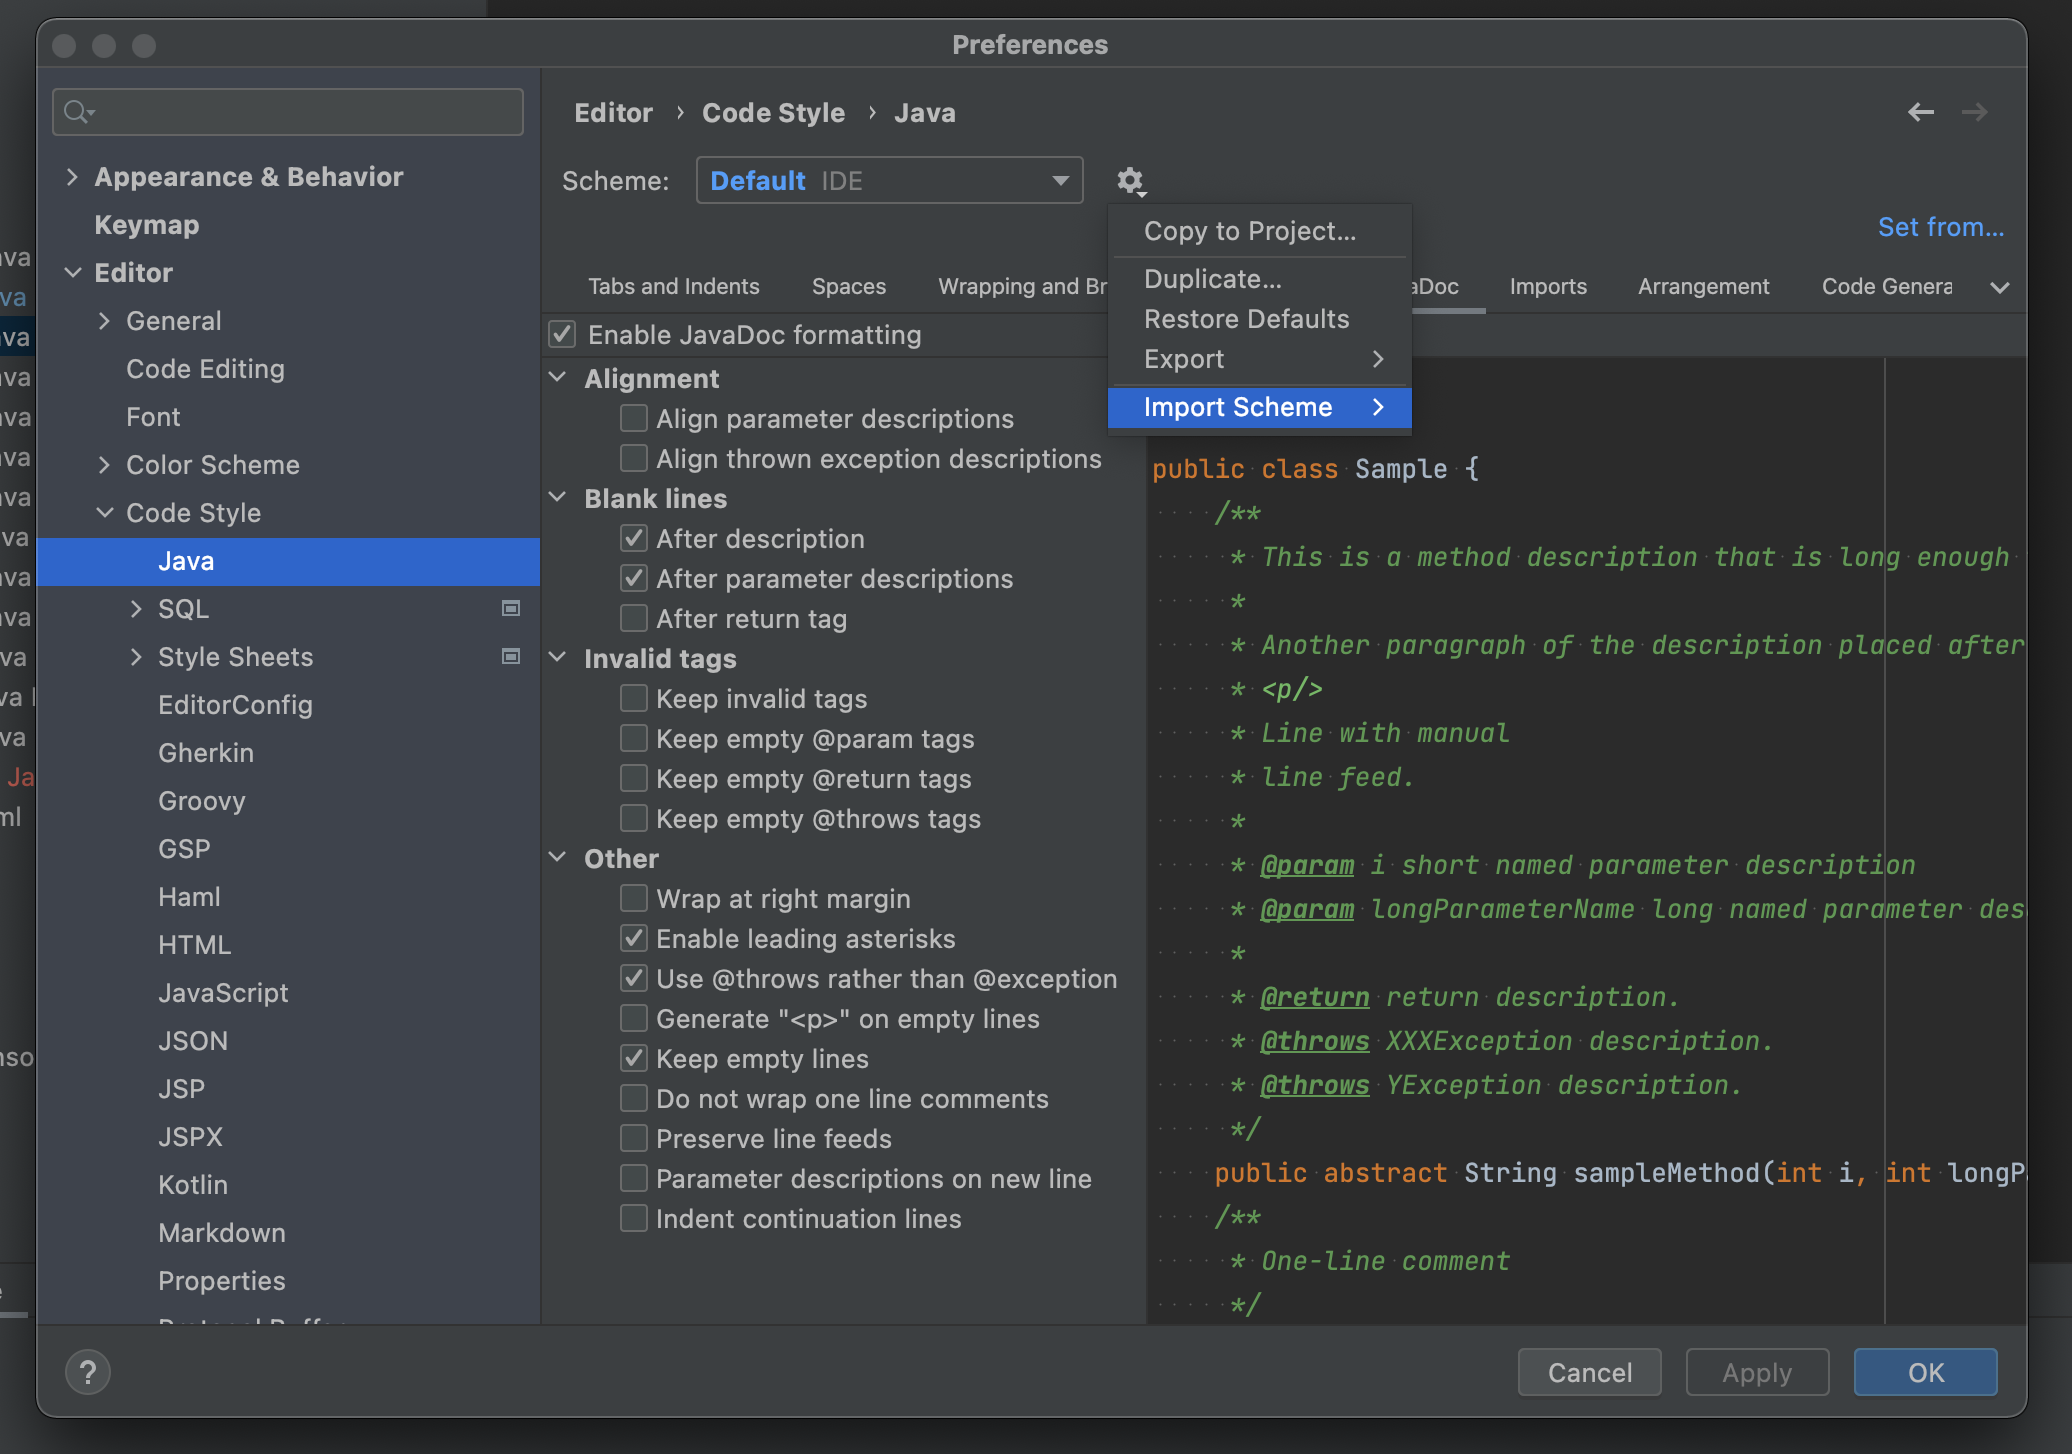 Preferences
Editor › Code Style › Java
Scheme: Default IDE
Set from...
Copy to Project...
Duplicate...
Restore Defaults
Export
Import Scheme
Tabs and Indents Spaces Wrapping and Br aDoc Imports Arrangement Code Genera
Appearance & Behavior
Keymap
Editor
General
Code Editing
Font
Color Scheme
Code Style
Java
SQL
Style Sheets
EditorConfig
Gherkin
Groovy
GSP
Haml
HTML
JavaScript
JSON
JSP
JSPX
Kotlin
Markdown
Properties
Enable JavaDoc formatting
Alignment
Align parameter descriptions
Align thrown exception descriptions
Blank lines
After description
After parameter descriptions
After return tag
Invalid tags
Keep invalid tags
Keep empty @param tags
Keep empty @return tags
Keep empty @throws tags
Other
Wrap at right margin
Enable leading asterisks
Use @throws rather than @exception
Generate "<p>" on empty lines
Keep empty lines
Do not wrap one line comments
Preserve line feeds
Parameter descriptions on new line
Indent continuation lines
public class Sample {
/**
* This is a method description that is long enough
*
* Another paragraph of the description placed after
* <p/>
* Line with manual
* line feed.
*
* @param i short named parameter description
* @param longParameterName long named parameter des
*
* @return return description.
* @throws XXXException description.
* @throws YException description.
*/
public abstract String sampleMethod(int i, int longP
/**
* One-line comment
*/
?
Cancel
Apply
OK